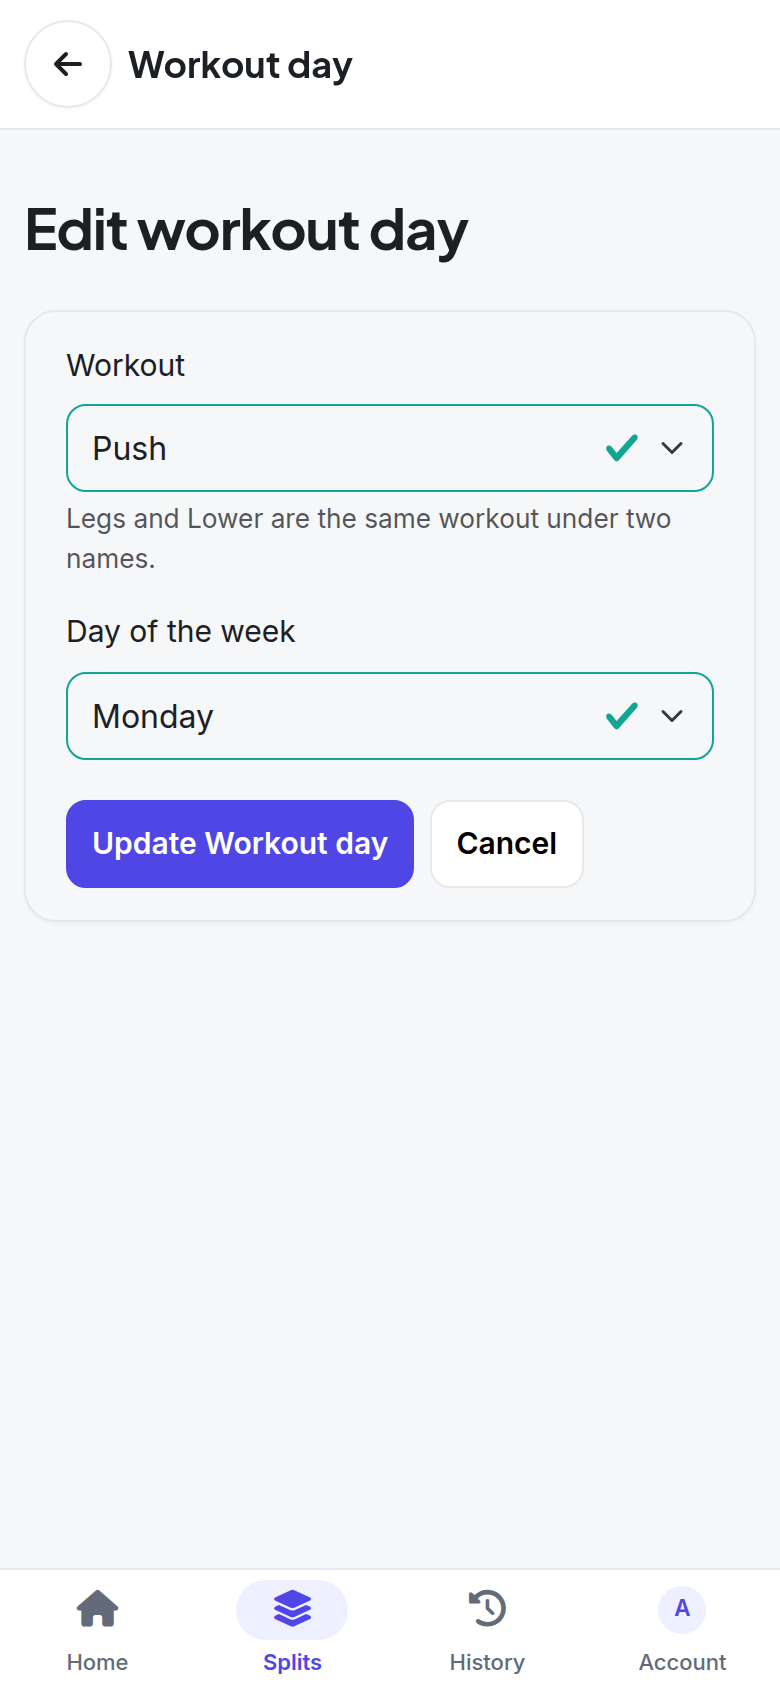 Workout day
Edit workout day
Workout
Push
Legs and Lower are the same workout under two
names.
Day of the week
Monday
Update Workout day
Cancel
Home
Splits
History
A
Account